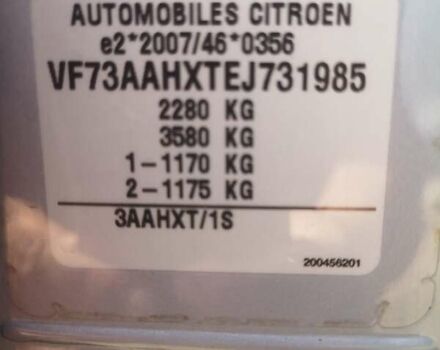 AUTOMOBILES CITROEN
e2*2007/46*0356
VF73AAHXTEJ731985
2280 KG
3580 KG
1-1170 KG
2-1175 KG
3AAHXT/1S
200456201